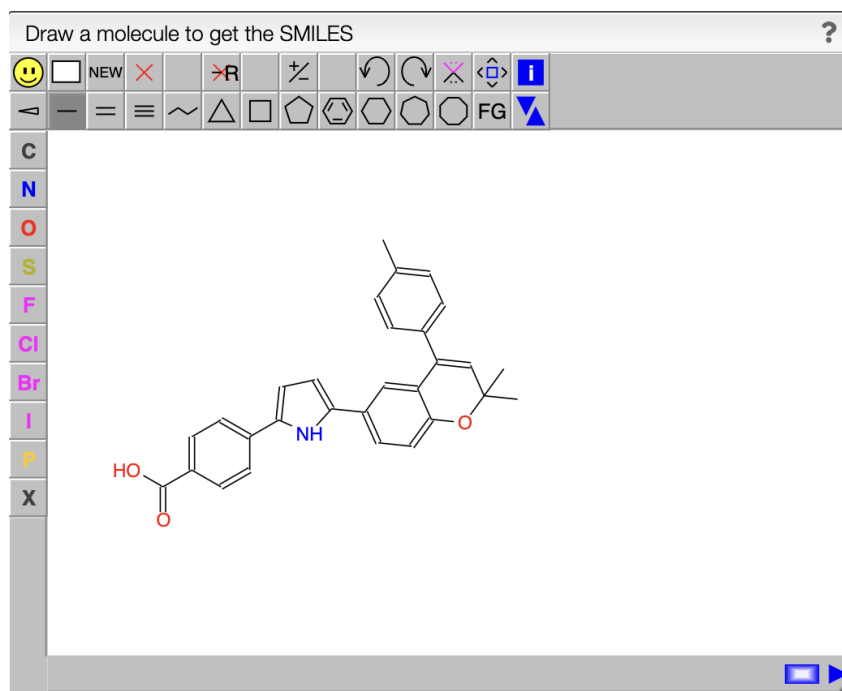 Draw a molecule to get the SMILES ?
NEW R +/-  i
FG
C
N
O
S
F
Cl
Br
I
P
X
O
NH
HO
O